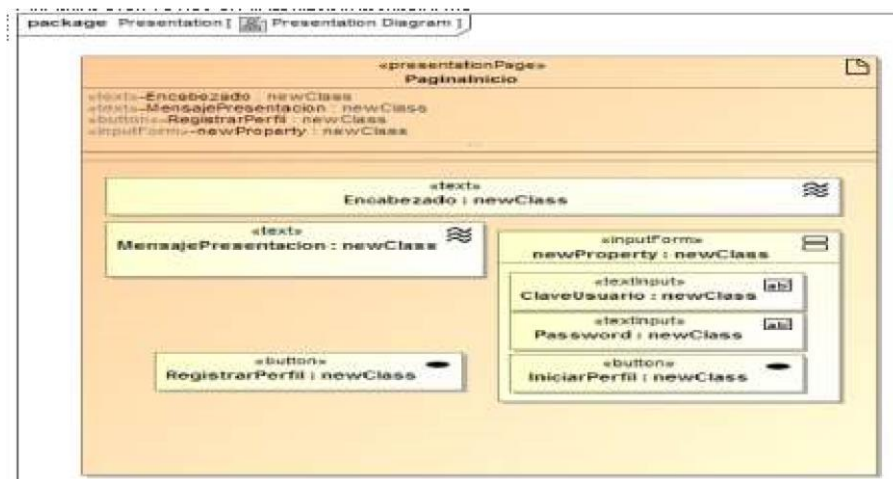 package Presentation [ Presentation Diagram ]
«presentationPage»
PaginaInicio
«text»-Encabezado : newClass
«text»-MensajePresentacion : newClass
«button»-RegistrarPerfil : newClass
«inputForm»-newProperty : newClass
...
«text»
Encabezado : newClass
«text»
MensajePresentacion : newClass
«inputForm»
newProperty : newClass
«textInput»
ClaveUsuario : newClass
ab|
«textInput»
Password : newClass
ab|
«button»
RegistrarPerfil : newClass
«button»
IniciarPerfil : newClass